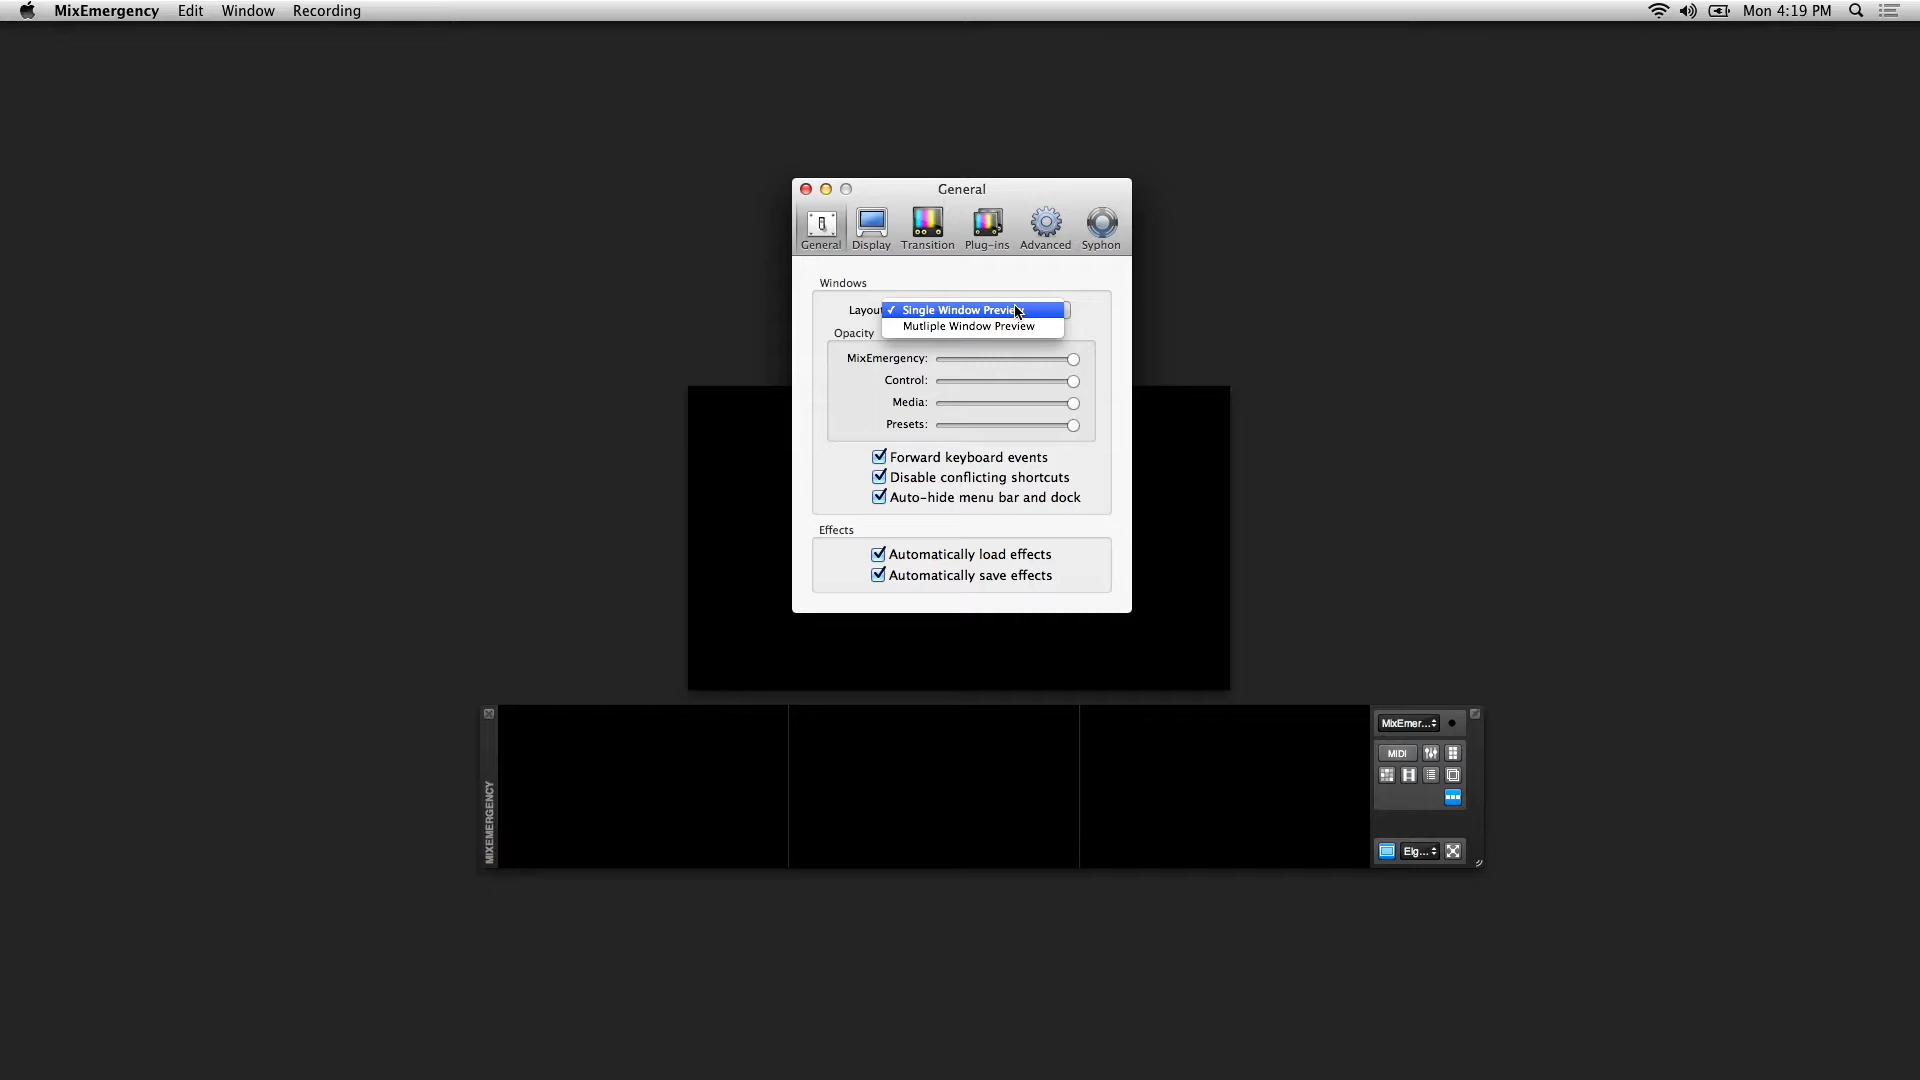 MixEmergency Edit Window Recording Mon 4:19 PM
General
General Display Transition Plug-ins Advanced Syphon
Windows
Layout Single Window Preview
Mutliple Window Preview
Opacity
MixEmergency:
Control:
Media:
Presets:
Forward keyboard events
Disable conflicting shortcuts
Auto-hide menu bar and dock
Effects
Automatically load effects
Automatically save effects
MIXEMERGENCY
MixEmer...
MIDI
Elg...